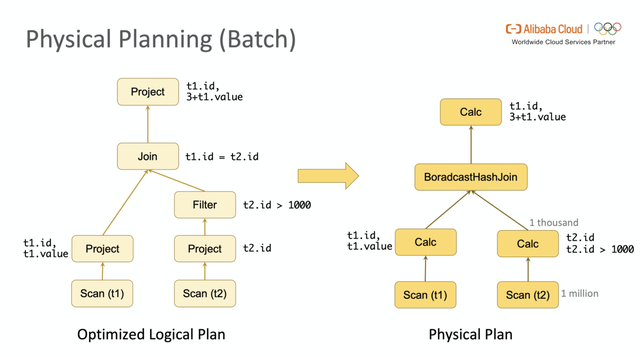 Physical Planning (Batch)
Alibaba Cloud
Worldwide Cloud Services Partner
Project
t1.id,
3+t1.value
Join
t1.id = t2.id
Filter
t2.id > 1000
t1.id,
t1.value
Project
Project
t2.id
Scan (t1)
Scan (t2)
Optimized Logical Plan
Calc
t1.id,
3+t1.value
BoradcastHashJoin
1 thousand
t1.id,
t1.value
Calc
Calc
t2.id
t2.id > 1000
Scan (t1)
Scan (t2)
1 million
Physical Plan